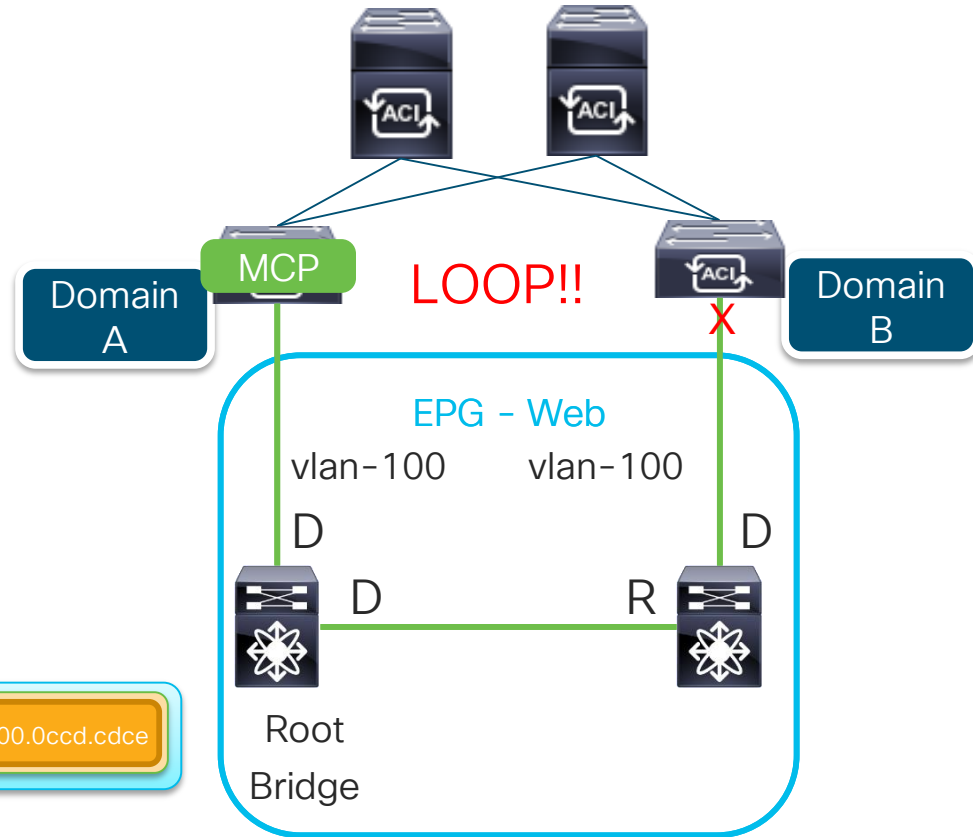 ACI
ACI
MCP
LOOP!!
ACI
Domain
A
Domain
B
X
EPG - Web
vlan-100
vlan-100
D
D
D
R
00.0ccd.cdce
Root
Bridge